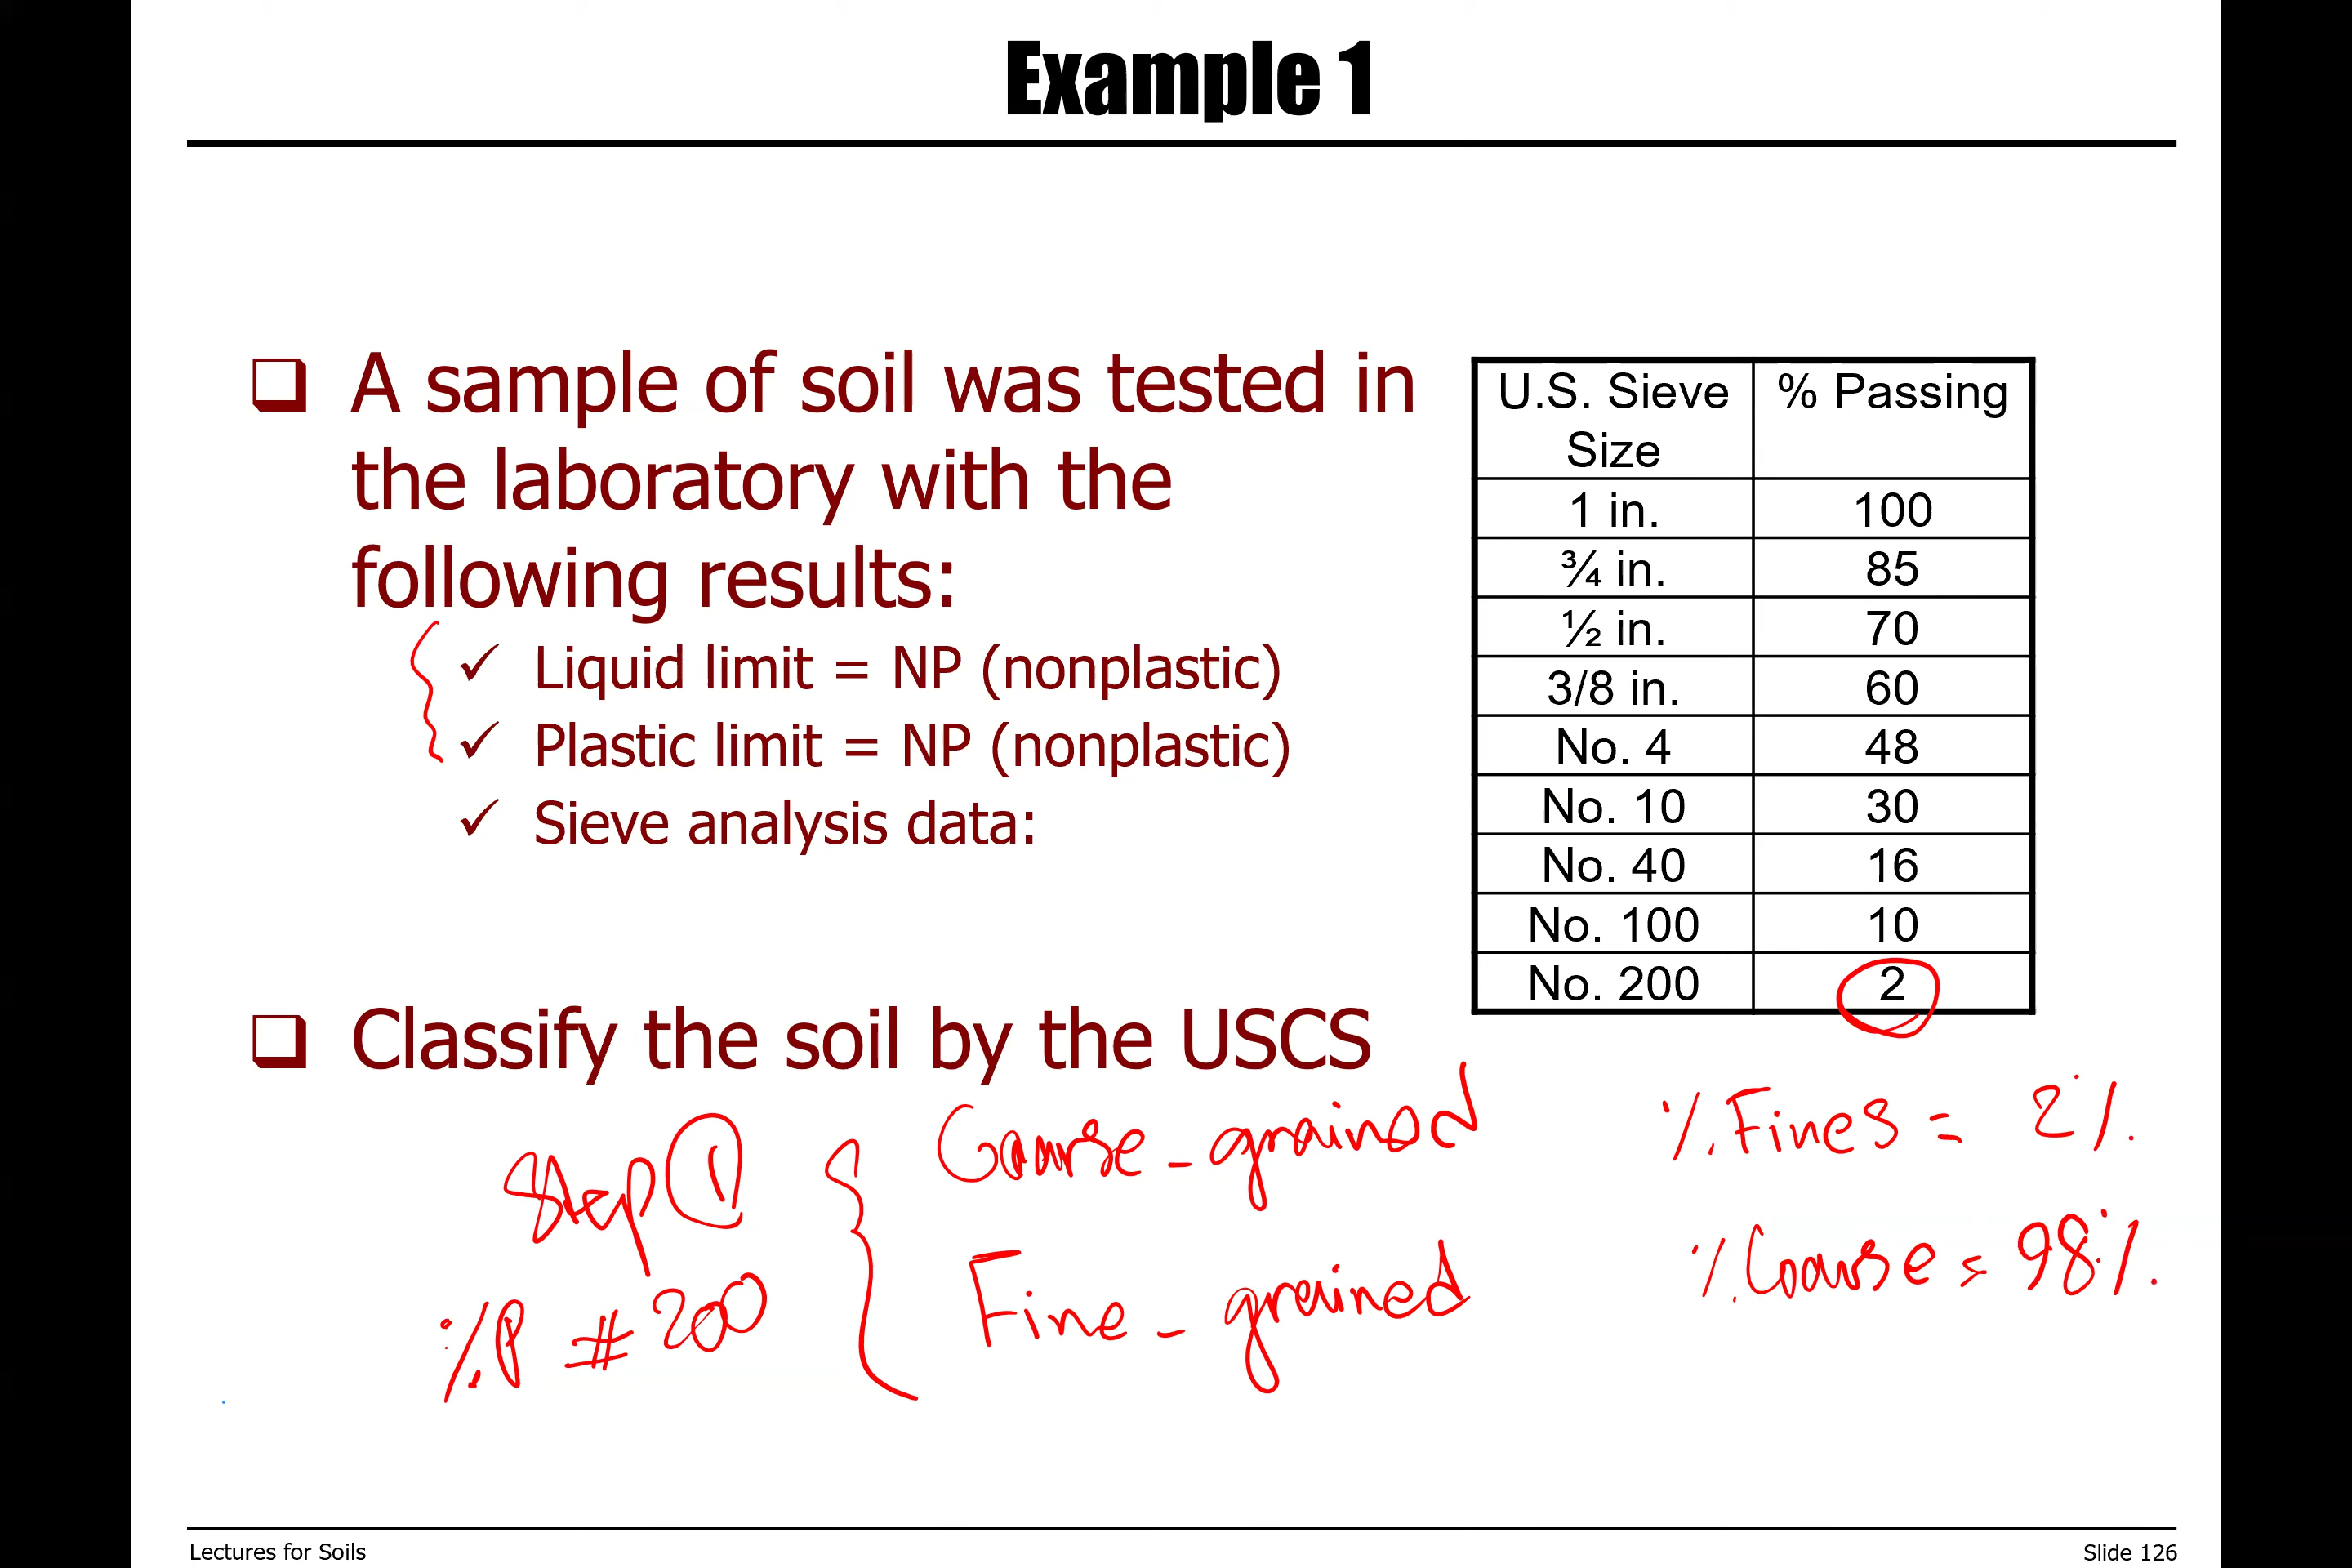 Example 1
❑ A sample of soil was tested in
the laboratory with the
following results:
✓ Liquid limit = NP (nonplastic)
✓ Plastic limit = NP (nonplastic)
✓ Sieve analysis data:
❑ Classify the soil by the USCS
U.S. Sieve Size % Passing
1 in. 100
¾ in. 85
½ in. 70
3/8 in. 60
No. 4 48
No. 10 30
No. 40 16
No. 100 10
No. 200 2
Step 1
%P # 200
Coarse-grained
Fine-grained
% Fines = 2%.
% Coarse = 98%.
Lectures for Soils
Slide 126